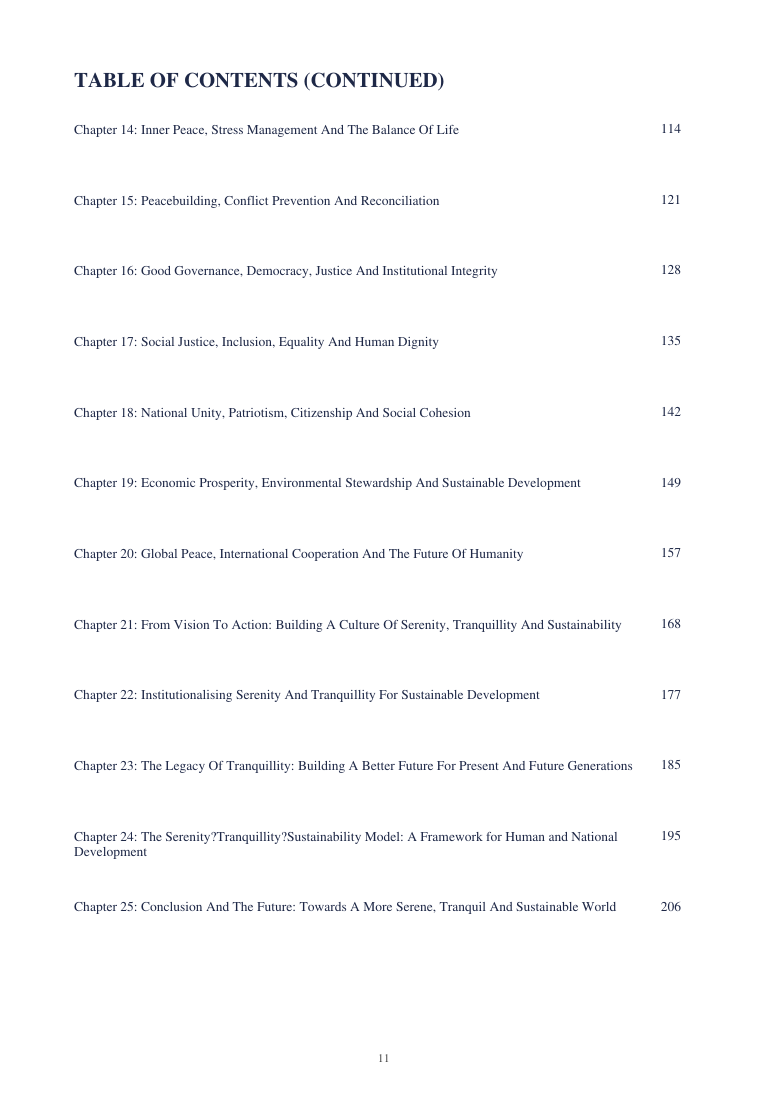 TABLE OF CONTENTS (CONTINUED)
Chapter 14: Inner Peace, Stress Management And The Balance Of Life 114
Chapter 15: Peacebuilding, Conflict Prevention And Reconciliation 121
Chapter 16: Good Governance, Democracy, Justice And Institutional Integrity 128
Chapter 17: Social Justice, Inclusion, Equality And Human Dignity 135
Chapter 18: National Unity, Patriotism, Citizenship And Social Cohesion 142
Chapter 19: Economic Prosperity, Environmental Stewardship And Sustainable Development 149
Chapter 20: Global Peace, International Cooperation And The Future Of Humanity 157
Chapter 21: From Vision To Action: Building A Culture Of Serenity, Tranquillity And Sustainability 168
Chapter 22: Institutionalising Serenity And Tranquillity For Sustainable Development 177
Chapter 23: The Legacy Of Tranquillity: Building A Better Future For Present And Future Generations 185
Chapter 24: The Serenity?Tranquillity?Sustainability Model: A Framework for Human and National 195
Development
Chapter 25: Conclusion And The Future: Towards A More Serene, Tranquil And Sustainable World 206
11